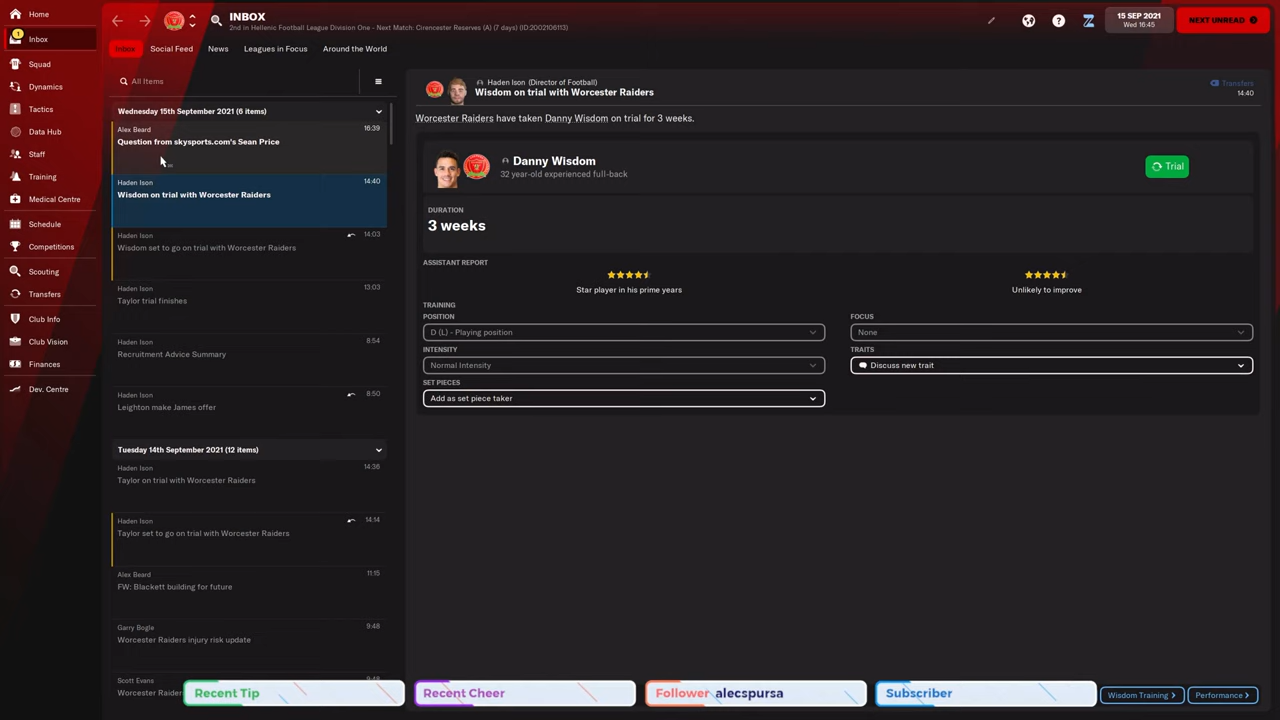 Home
1
Inbox
Squad
Dynamics
Tactics
Data Hub
Staff
Training
Medical Centre
Schedule
Competitions
Scouting
Transfers
Club Info
Club Vision
Finances
Dev. Centre
INBOX
2nd in Hellenic Football League Division One - Next Match: Cirencester Reserves (A) (7 days) (ID:2002106113)
15 SEP 2021
Wed 16:45
NEXT UNREAD
Inbox
Social Feed
News
Leagues in Focus
Around the World
All Items
Wednesday 15th September 2021 (6 items)
Alex Beard 16:39
Question from skysports.com's Sean Price
Haden Ison 14:40
Wisdom on trial with Worcester Raiders
Haden Ison 14:03
Wisdom set to go on trial with Worcester Raiders
Haden Ison 13:03
Taylor trial finishes
Haden Ison 8:54
Recruitment Advice Summary
Haden Ison 8:50
Leighton make James offer
Tuesday 14th September 2021 (12 items)
Haden Ison 14:36
Taylor on trial with Worcester Raiders
Haden Ison 14:14
Taylor set to go on trial with Worcester Raiders
Alex Beard 11:15
FW: Blackett building for future
Garry Bogle 9:48
Worcester Raiders injury risk update
Scott Evans 9:48
Worcester Raiders
Haden Ison (Director of Football)
Wisdom on trial with Worcester Raiders
Transfers
14:40
Worcester Raiders have taken Danny Wisdom on trial for 3 weeks.
Danny Wisdom
32 year-old experienced full-back
Trial
DURATION
3 weeks
ASSISTANT REPORT
Star player in his prime years
Unlikely to improve
TRAINING
POSITION
D (L) - Playing position
FOCUS
None
INTENSITY
Normal Intensity
TRAITS
Discuss new trait
SET PIECES
Add as set piece taker
Recent Tip
Recent Cheer
Follower alecspursa
Subscriber
Wisdom Training
Performance